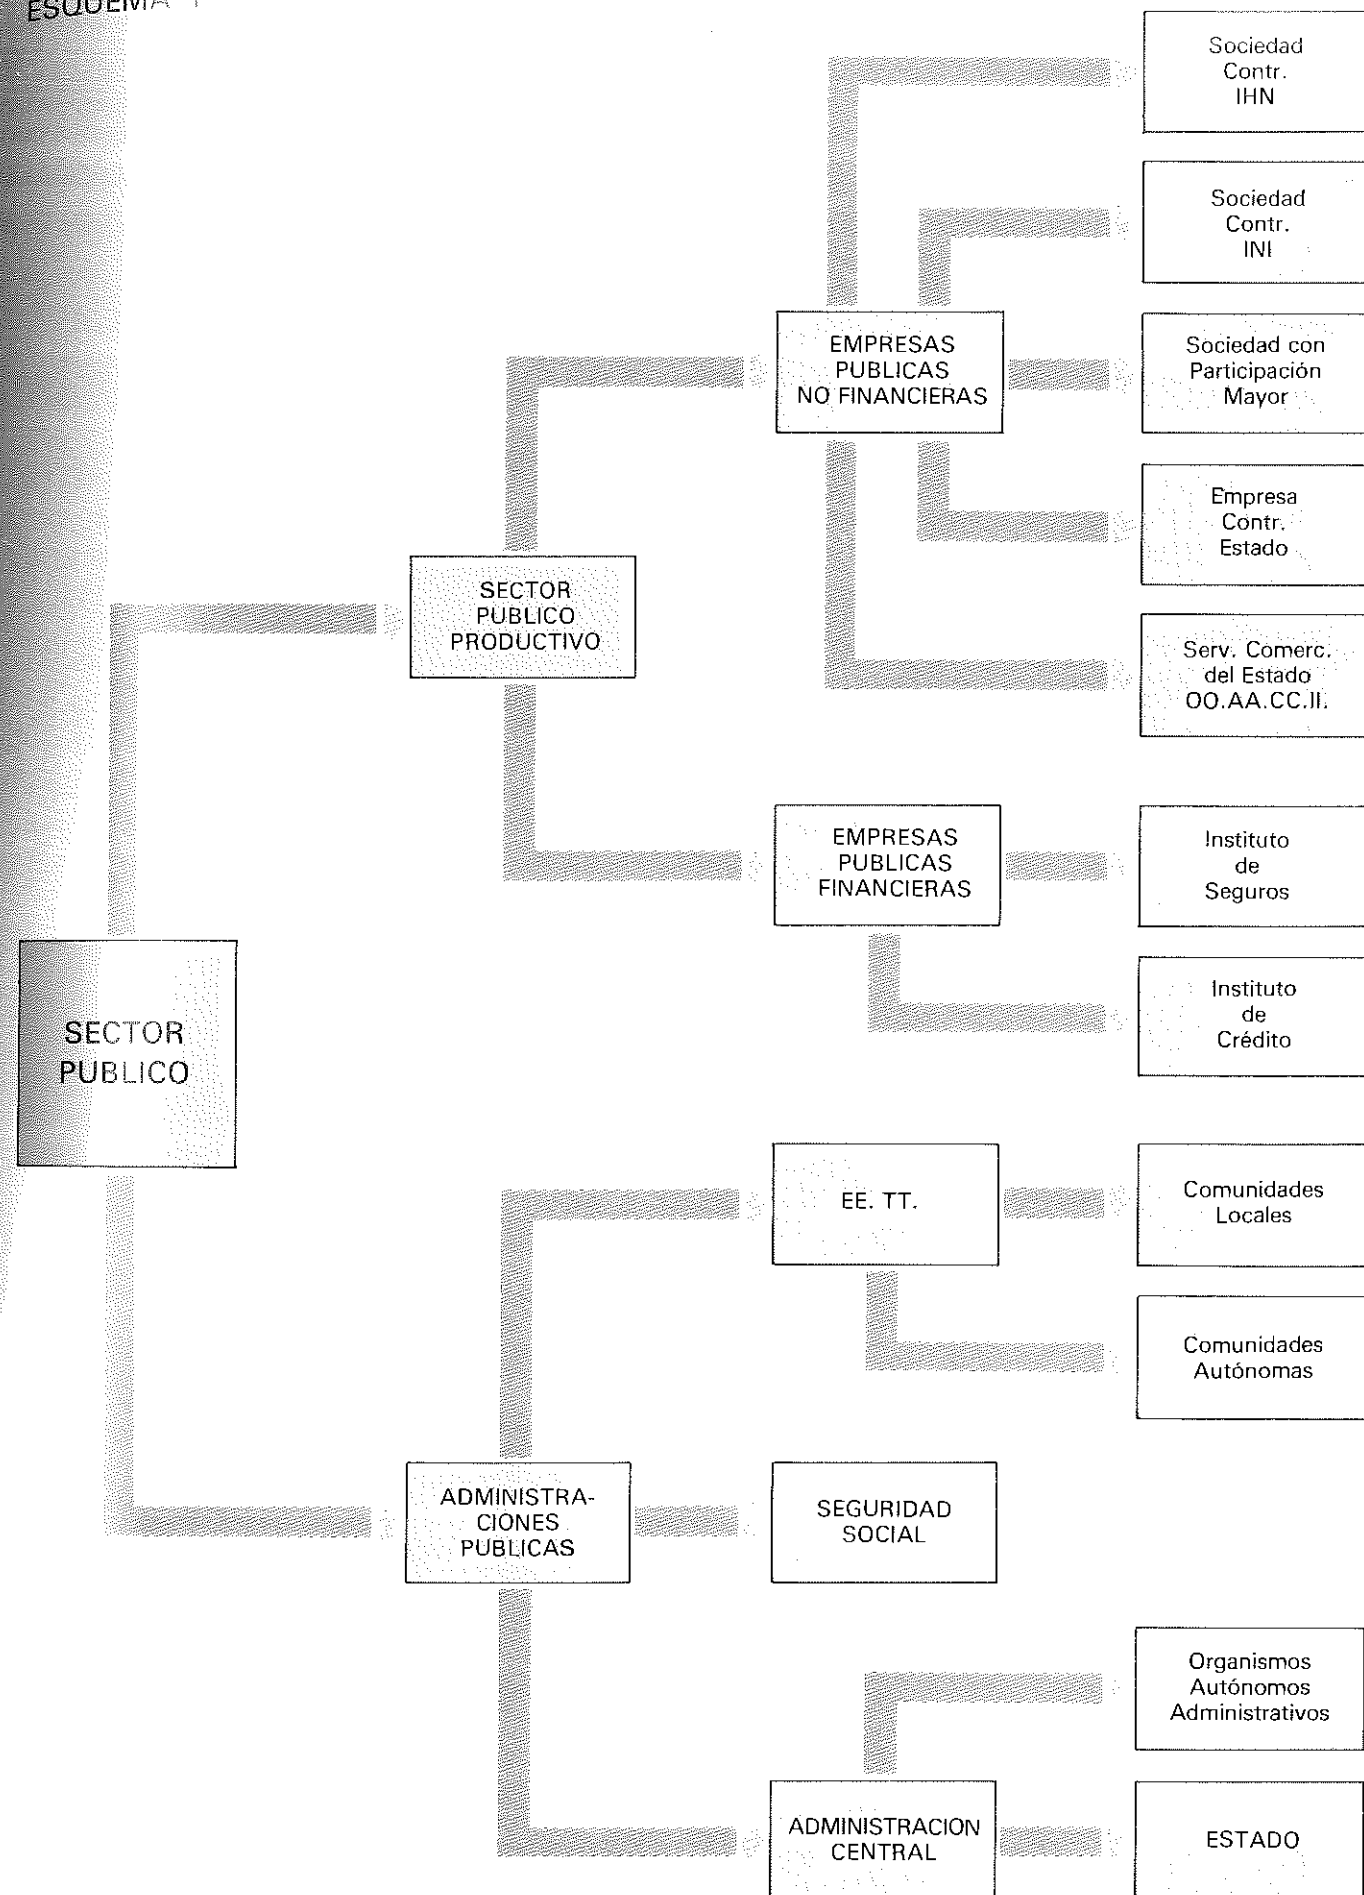 ESQUEMA 1
Sociedad
Contr.
IHN
Sociedad
Contr.
INI
EMPRESAS
PUBLICAS
NO FINANCIERAS
Sociedad con
Participación
Mayor
Empresa
Contr.
Estado
SECTOR
PUBLICO
PRODUCTIVO
Serv. Comerc.
del Estado
OO.AA.CC.II.
EMPRESAS
PUBLICAS
FINANCIERAS
Instituto
de
Seguros
Instituto
de
Crédito
SECTOR
PUBLICO
EE. TT.
Comunidades
Locales
Comunidades
Autónomas
ADMINISTRA-
CIONES
PUBLICAS
SEGURIDAD
SOCIAL
Organismos
Autónomos
Administrativos
ADMINISTRACION
CENTRAL
ESTADO